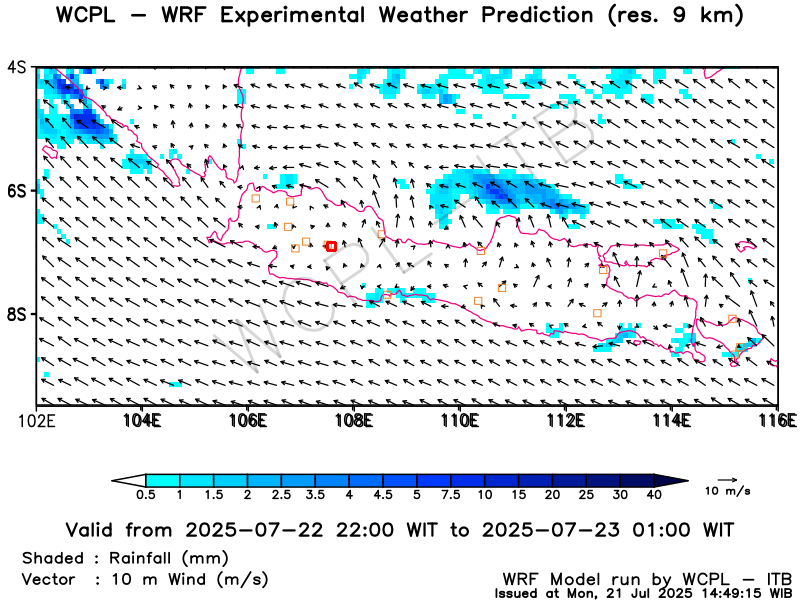 WCPL − WRF Experimental Weather Prediction (res. 9 km)
4S
6S
8S
WCPL ITB
102E 104E 106E 108E 110E 112E 114E 116E
0.5 1 1.5 2 2.5 3.5 4 4.5 5 7.5 10 15 20 25 30 40
10 m/s
Valid from 2025−07−22 22:00 WIT to 2025−07−23 01:00 WIT
Shaded : Rainfall (mm)
Vector : 10 m Wind (m/s)
WRF Model run by WCPL − ITB
Issued at Mon, 21 Jul 2025 14:49:15 WIB